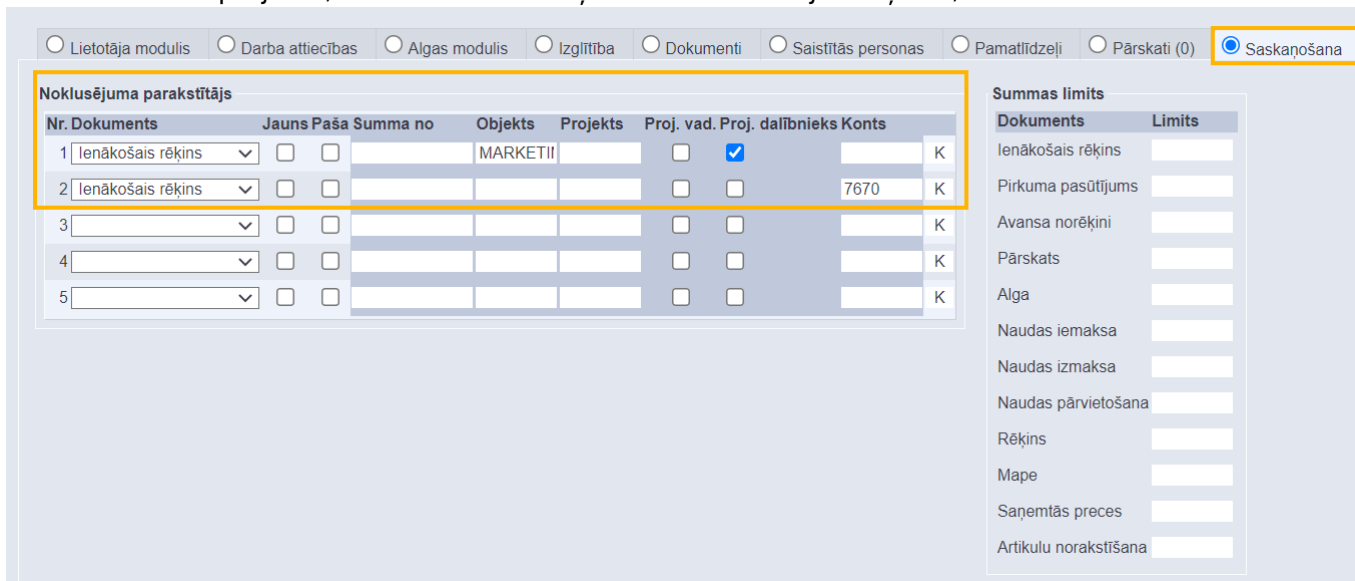 Lietotāja modulis Darba attiecības Algas modulis Izglītība Dokumenti Saistītās personas Pamatlīdzeļi Pārskati (0) Saskaņošana
Noklusējuma parakstītājs
Nr. Dokuments Jauns Paša Summa no Objekts Projekts Proj. vad. Proj. dalībnieks Konts
1 Ienākošais rēķins MARKETI K
2 Ienākošais rēķins 7670 K
3 K
4 K
5 K
Summas limits
Dokuments Limits
Ienākošais rēķins
Pirkuma pasūtījums
Avansa norēķini
Pārskats
Alga
Naudas iemaksa
Naudas izmaksa
Naudas pārvietošana
Rēķins
Mape
Saņemtās preces
Artikulu norakstīšana